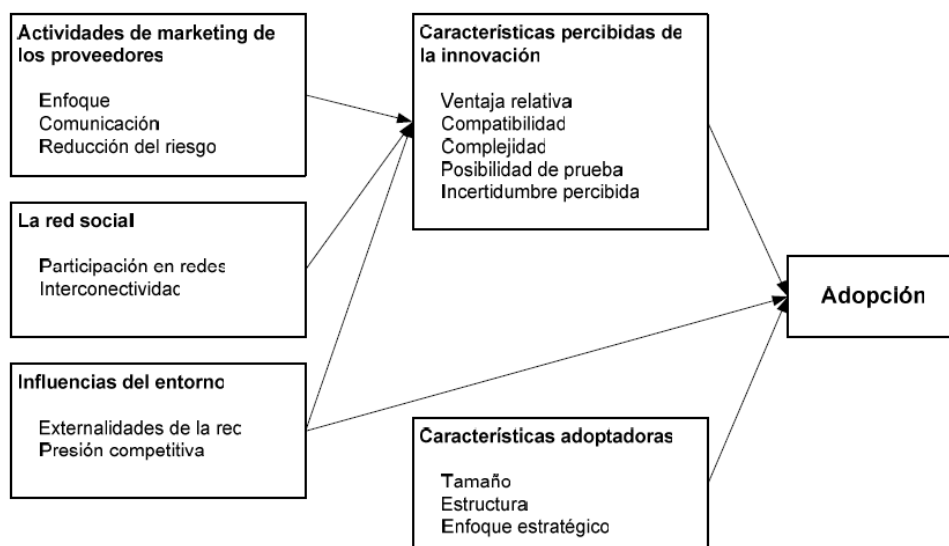 Actividades de marketing de
los proveedores
Enfoque
Comunicación
Reducción del riesgo
La red social
Participación en redes
Interconectividac
Influencias del entorno
Externalidades de la rec
Presión competitiva
Características percibidas de
la innovación
Ventaja relativa
Compatibilidad
Complejidad
Posibilidad de prueba
Incertidumbre percibida
Característícas adoptadoras
Tamaño
Estructura
Enfoque estratégico
Adopción